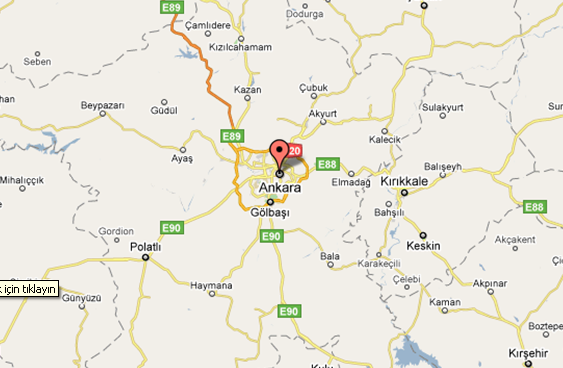 E89
Çamlıdere
Dodurga
Kızılcahamam
Seben
Kazan
Çubuk
Beypazarı
Güdül
Akyurt
Sulakyurt
E89
Kalecik
20
Ayaş
E88
Balışeyh
Mihalıççık
Ankara
Elmadağ
Kırıkkale
Gölbaşı
Bahşılı
E88
E90
Gordion
E90
Keskin
Akçakent
Polatlı
Bala
Karakeçili
k için tıklayın
Haymana
Çelebi
Akpınar
Günyüzü
Kaman
E90
Boztepe
Kırşehir